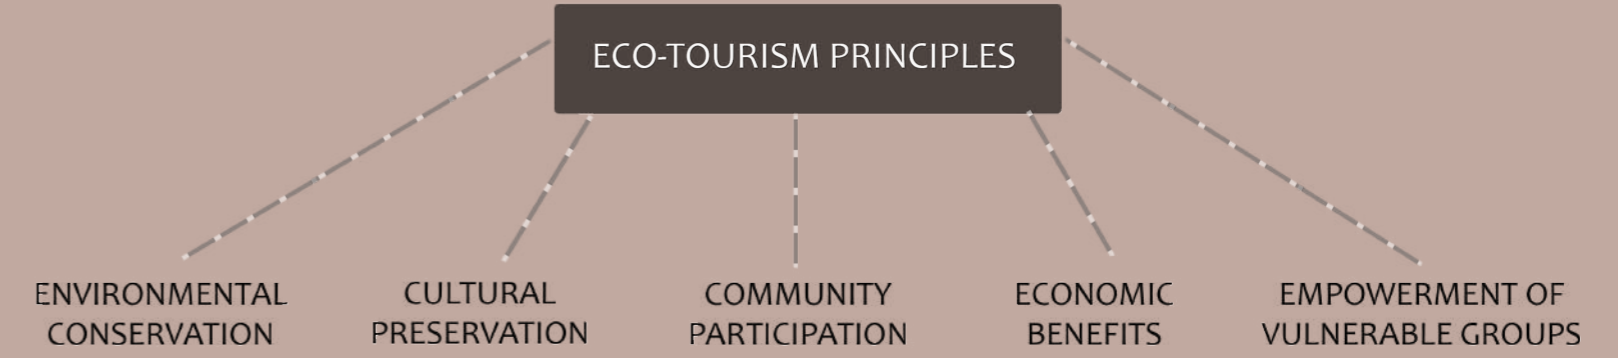 ECO-TOURISM PRINCIPLES
ENVIRONMENTAL
CONSERVATION
CULTURAL
PRESERVATION
COMMUNITY
PARTICIPATION
ECONOMIC
BENEFITS
EMPOWERMENT OF
VULNERABLE GROUPS